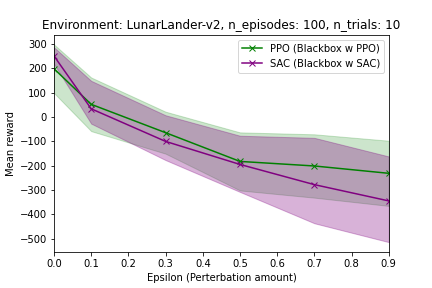 Environment: LunarLander-v2, n_episodes: 100, n_trials: 10
PPO (Blackbox w PPO)
SAC (Blackbox w SAC)
Mean reward
300
200
100
0
−100
−200
−300
−400
−500
0.0 0.1 0.2 0.3 0.4 0.5 0.6 0.7 0.8 0.9
Epsilon (Perterbation amount)